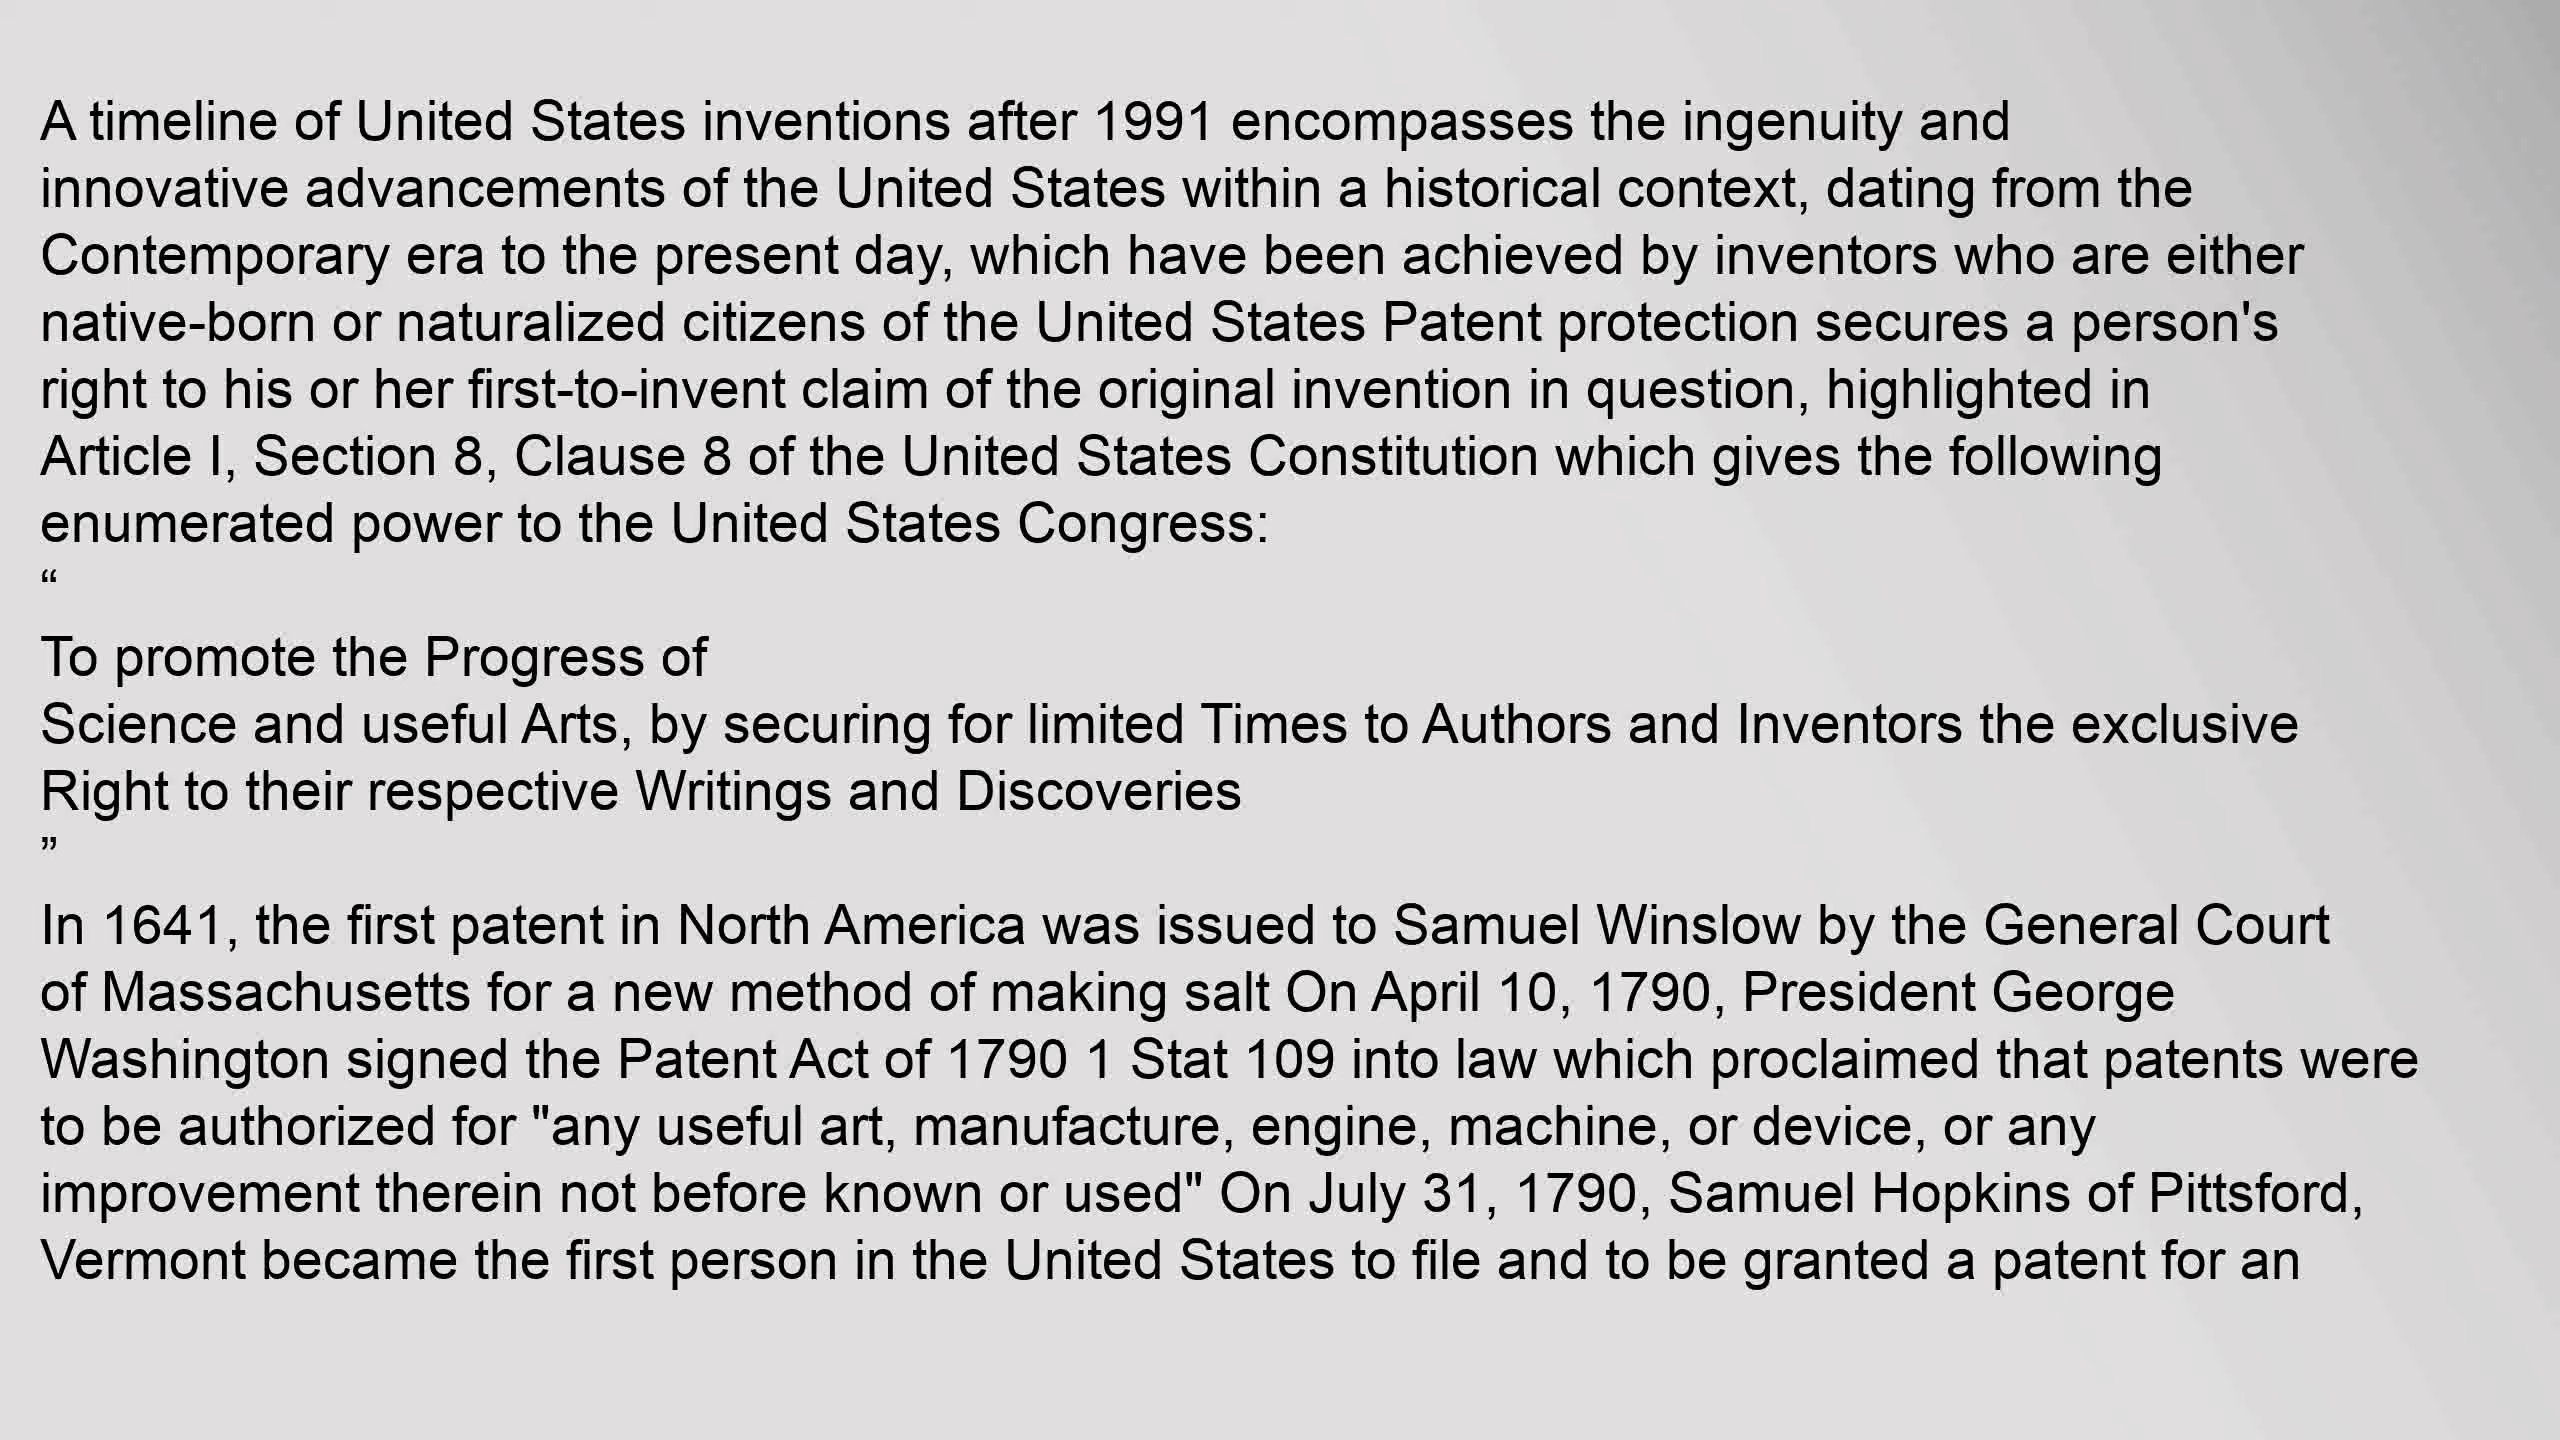 A timeline of United States inventions after 1991 encompasses the ingenuity and
innovative advancements of the United States within a historical context, dating from the
Contemporary era to the present day, which have been achieved by inventors who are either
native-born or naturalized citizens of the United States Patent protection secures a person's
right to his or her first-to-invent claim of the original invention in question, highlighted in
Article I, Section 8, Clause 8 of the United States Constitution which gives the following
enumerated power to the United States Congress:
“
To promote the Progress of
Science and useful Arts, by securing for limited Times to Authors and Inventors the exclusive
Right to their respective Writings and Discoveries
”
In 1641, the first patent in North America was issued to Samuel Winslow by the General Court
of Massachusetts for a new method of making salt On April 10, 1790, President George
Washington signed the Patent Act of 1790 1 Stat 109 into law which proclaimed that patents were
to be authorized for "any useful art, manufacture, engine, machine, or device, or any
improvement therein not before known or used" On July 31, 1790, Samuel Hopkins of Pittsford,
Vermont became the first person in the United States to file and to be granted a patent for an